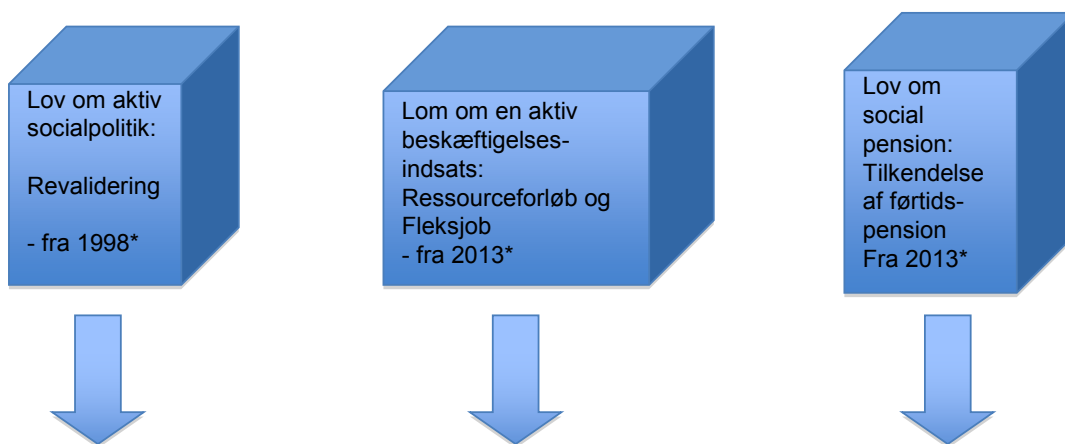 Lov om aktiv
socialpolitik:
Revalidering
- fra 1998*
Lom om en aktiv
beskæftigelses-
indsats:
Ressourceforløb og
Fleksjob
- fra 2013*
Lov om
social
pension:
Tilkendelse
af førtids-
pension
Fra 2013*